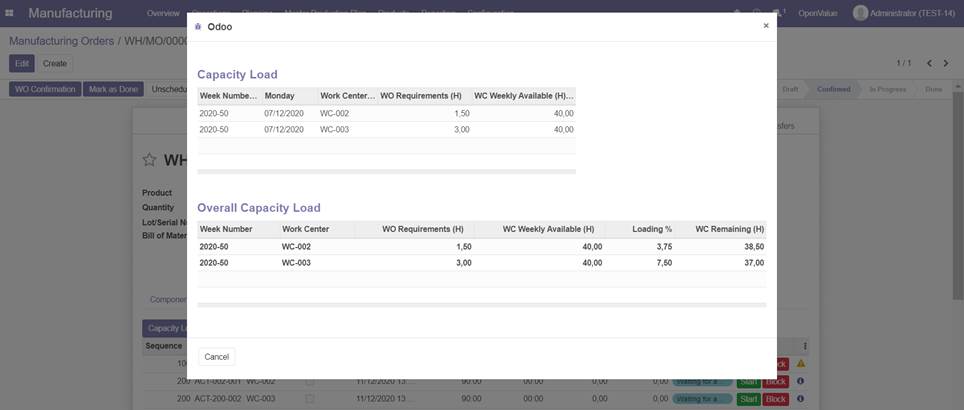 Manufacturing Overview OpenValue Administrator (TEST-14)
Odoo ×
Manufacturing Orders / WH/MO/0000
Edit Create 1 / 1
WO Confirmation Mark as Done Draft Confirmed In Progress Done
Capacity Load
Week Numbe... Monday Work Center... WO Requirements (H) WC Weekly Available (H)...
2020-50 07/12/2020 WC-002 1,50 40,00
2020-50 07/12/2020 WC-003 3,00 40,00
WH
Product
Quantity
Overall Capacity Load
Week Number Work Center WO Requirements (H) WC Weekly Available (H) Loading % WC Remaining (H)
2020-50 WC-002 1,50 40,00 3,75 38,50
2020-50 WC-003 3,00 40,00 7,50 37,00
Lot/Serial N
Bill of Mater
Component
Capacity L
Sequence
Cancel
Block
200 ACT-002-001 WC-002 11/12/2020 13... 90:00 00:00 0,00 0,00 Waiting for a... Start Block
200 ACT-200-002 WC-003 11/12/2020 13... 90:00 00:00 0,00 0,00 Waiting for a... Start Block